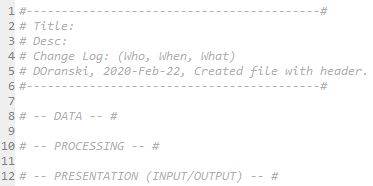 1 #------------------------------------------#
2 # Title:
3 # Desc:
4 # Change Log: (Who, When, What)
5 # DOranski, 2020-Feb-22, Created file with header.
6 #------------------------------------------#
7
8 # -- DATA -- #
9
10 # -- PROCESSING -- #
11
12 # -- PRESENTATION (INPUT/OUTPUT) -- #